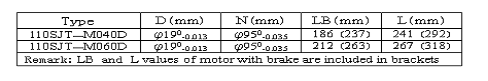 Type D(mm) N(mm) LB(mm) L(mm)
110SJT—M040D φ19⁰-0.013 φ95⁰-0.035 186 (237) 241 (292)
110SJT—M060D φ19⁰-0.013 φ95⁰-0.035 212 (263) 267 (318)
Remark: LB and L values of motor with brake are included in brackets